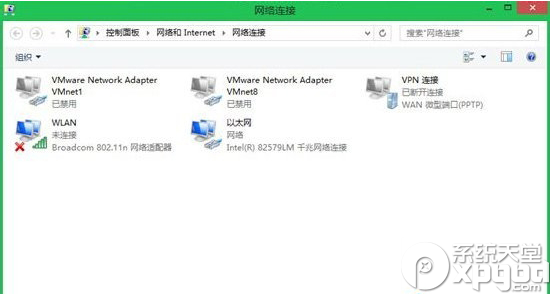 网络连接
控制面板 ▸ 网络和 Internet ▸ 网络连接
搜索"网络连接"
组织
VMware Network Adapter
VMnet1
已禁用
VMware Network Adapter
VMnet8
已禁用
VPN 连接
已断开连接
WAN 微型端口(PPTP)
WLAN
未连接
Broadcom 802.11n 网络适配器
以太网
网络
Intel(R) 82579LM 千兆网络连接
系统天堂
xpgbd